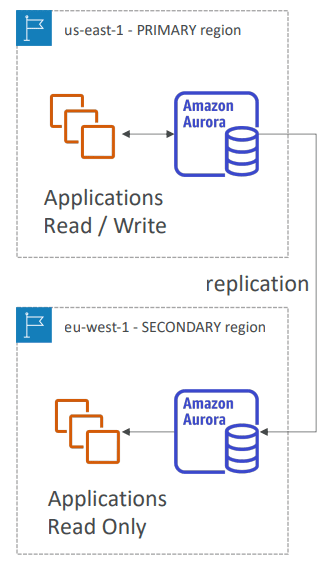 us-east-1 - PRIMARY region
Amazon
Aurora
Applications
Read / Write
replication
eu-west-1 - SECONDARY region
Amazon
Aurora
Applications
Read Only